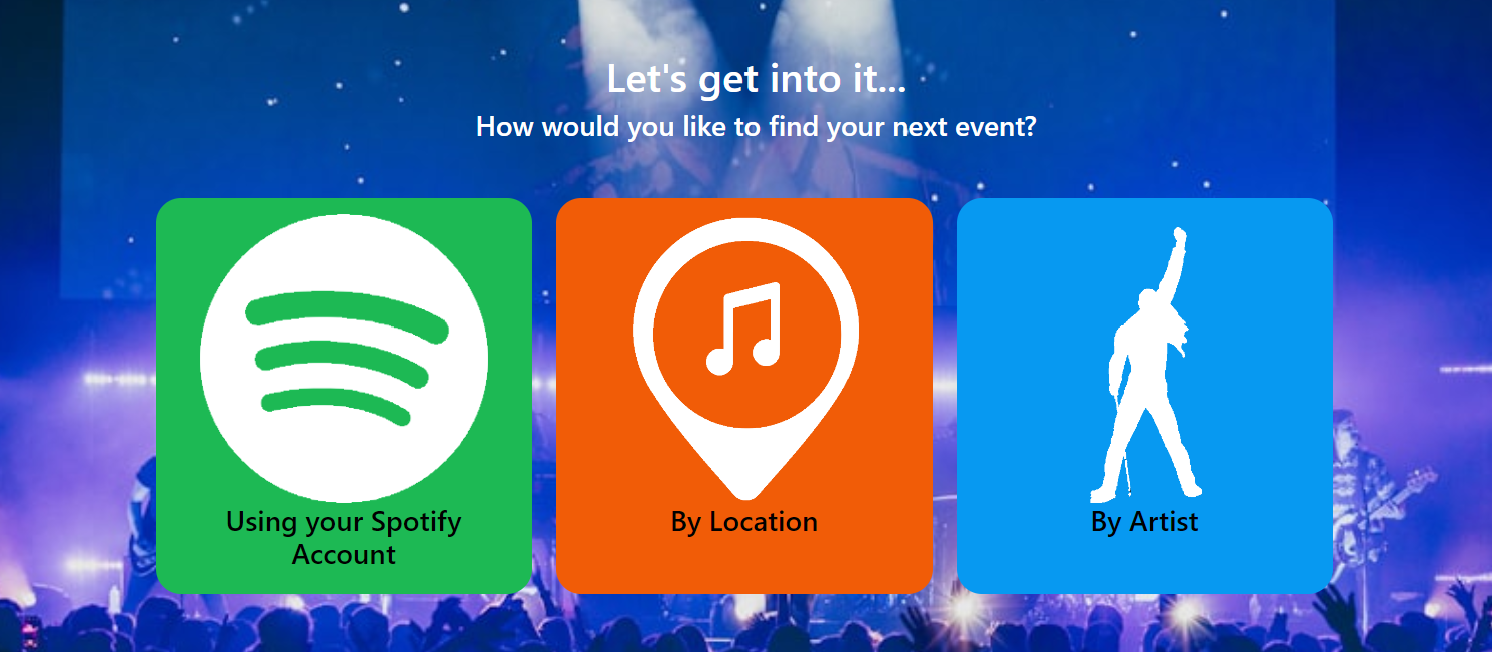 Let's get into it...
How would you like to find your next event?
Using your Spotify
Account
By Location
By Artist